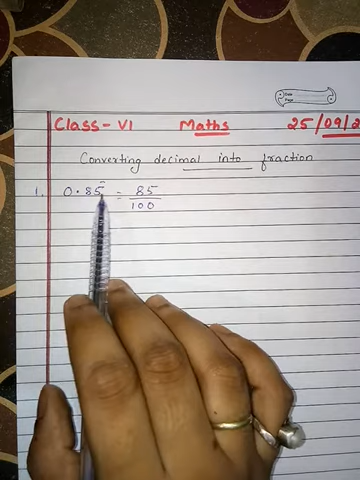 Date
Page
Class-VI Maths 25/09/2
Converting decimal into fraction
1. 0.85 = 85/100